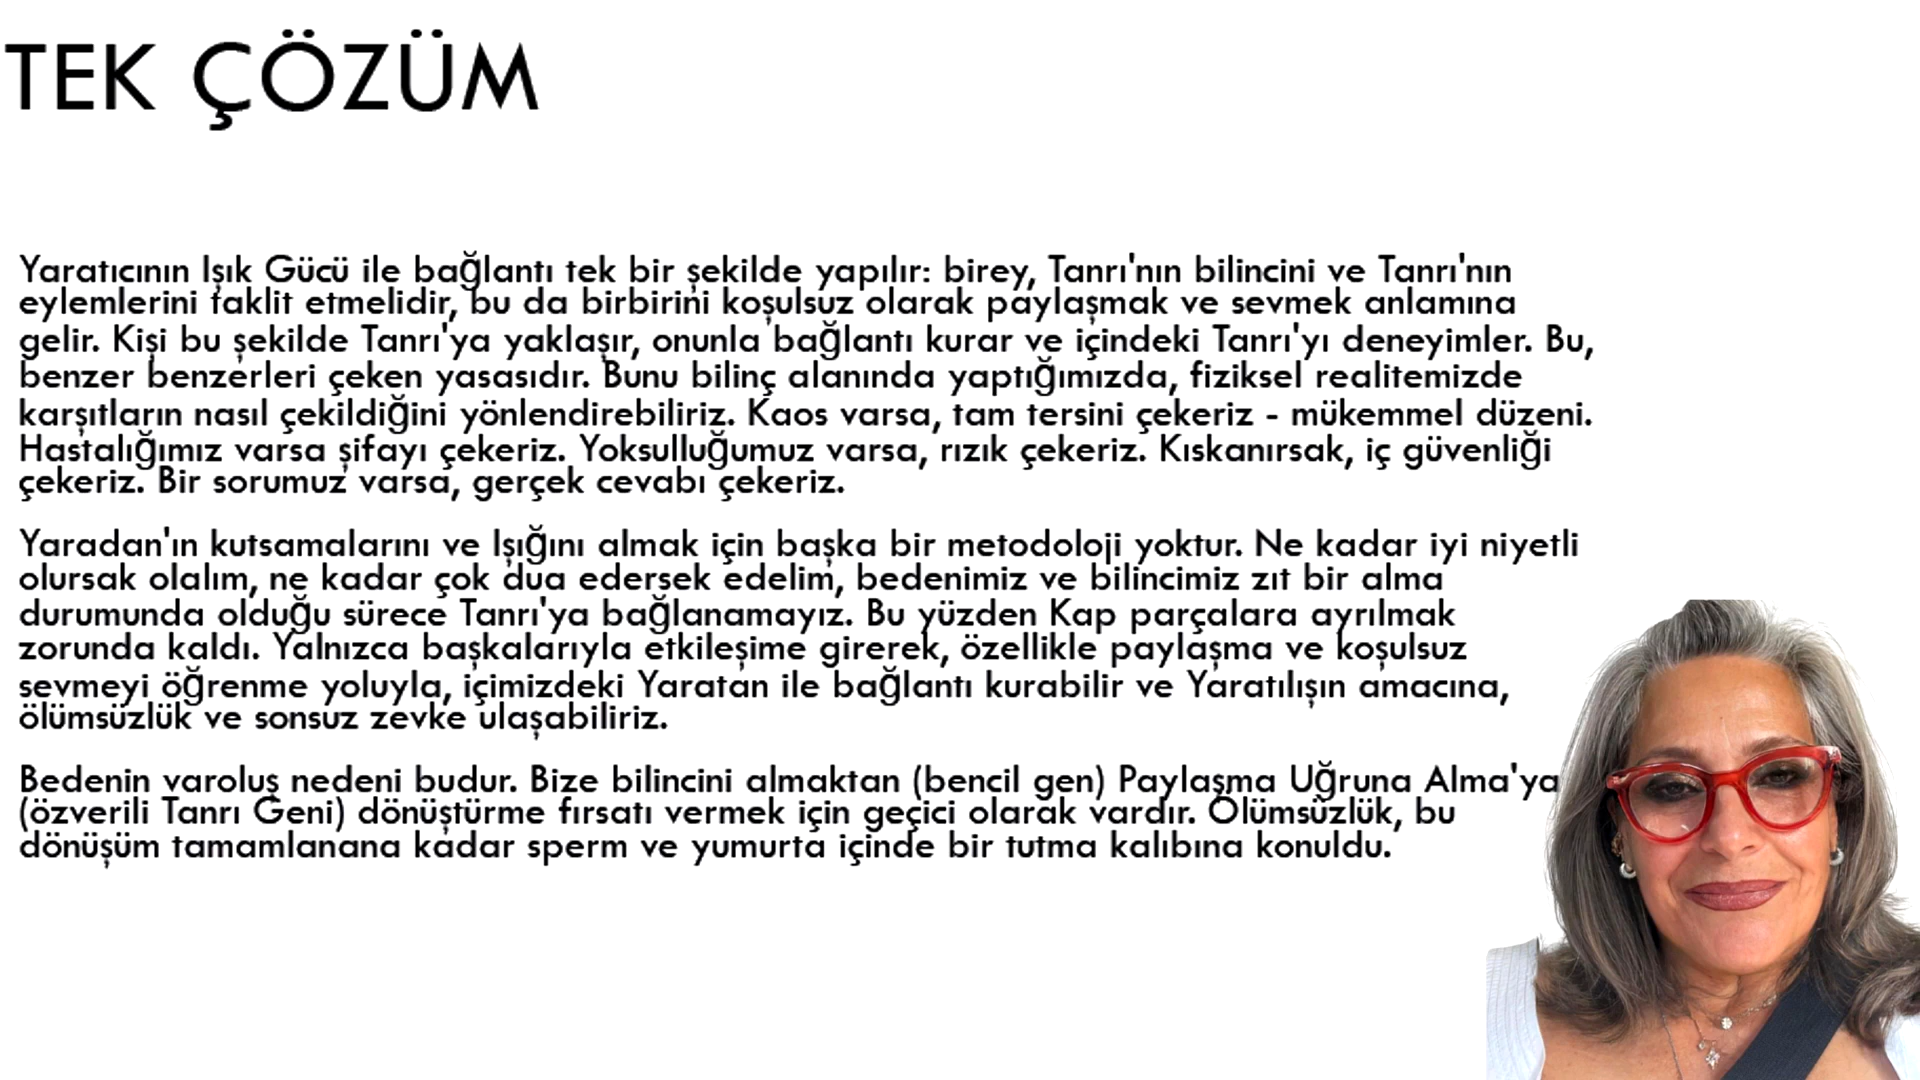 TEK ÇÖZÜM
Yaratıcının Işık Gücü ile bağlantı tek bir şekilde yapılır: birey, Tanrı'nın bilincini ve Tanrı'nın
eylemlerini taklit etmelidir, bu da birbirini koşulsuz olarak paylaşmak ve sevmek anlamına
gelir. Kişi bu şekilde Tanrı'ya yaklaşır, onunla bağlantı kurar ve içindeki Tanrı'yı deneyimler. Bu,
benzer benzerleri çeken yasasıdır. Bunu bilinç alanında yaptığımızda, fiziksel realitemizde
karşıtların nasıl çekildiğini yönlendirebiliriz. Kaos varsa, tam tersini çekeriz - mükemmel düzeni.
Hastalığımız varsa şifayı çekeriz. Yoksulluğumuz varsa, rızık çekeriz. Kıskanırsak, iç güvenliği
çekeriz. Bir sorumuz varsa, gerçek cevabı çekeriz.
Yaradan'ın kutsamalarını ve Işığını almak için başka bir metodoloji yoktur. Ne kadar iyi niyetli
olursak olalım, ne kadar çok dua edersek edelim, bedenimiz ve bilincimiz zıt bir alma
durumunda olduğu sürece Tanrı'ya bağlanamayız. Bu yüzden Kap parçalara ayrılmak
zorunda kaldı. Yalnızca başkalarıyla etkileşime girerek, özellikle paylaşma ve koşulsuz
sevmeyi öğrenme yoluyla, içimizdeki Yaratan ile bağlantı kurabilir ve Yaratılışın amacına,
ölümsüzlük ve sonsuz zevke ulaşabiliriz.
Bedenin varoluş nedeni budur. Bize bilincini almaktan (bencil gen) Paylaşma Uğruna Alma'ya
(özverili Tanrı Geni) dönüştürme fırsatı vermek için geçici olarak vardır. Ölümsüzlük, bu
dönüşüm tamamlanana kadar sperm ve yumurta içinde bir tutma kalıbına konuldu.